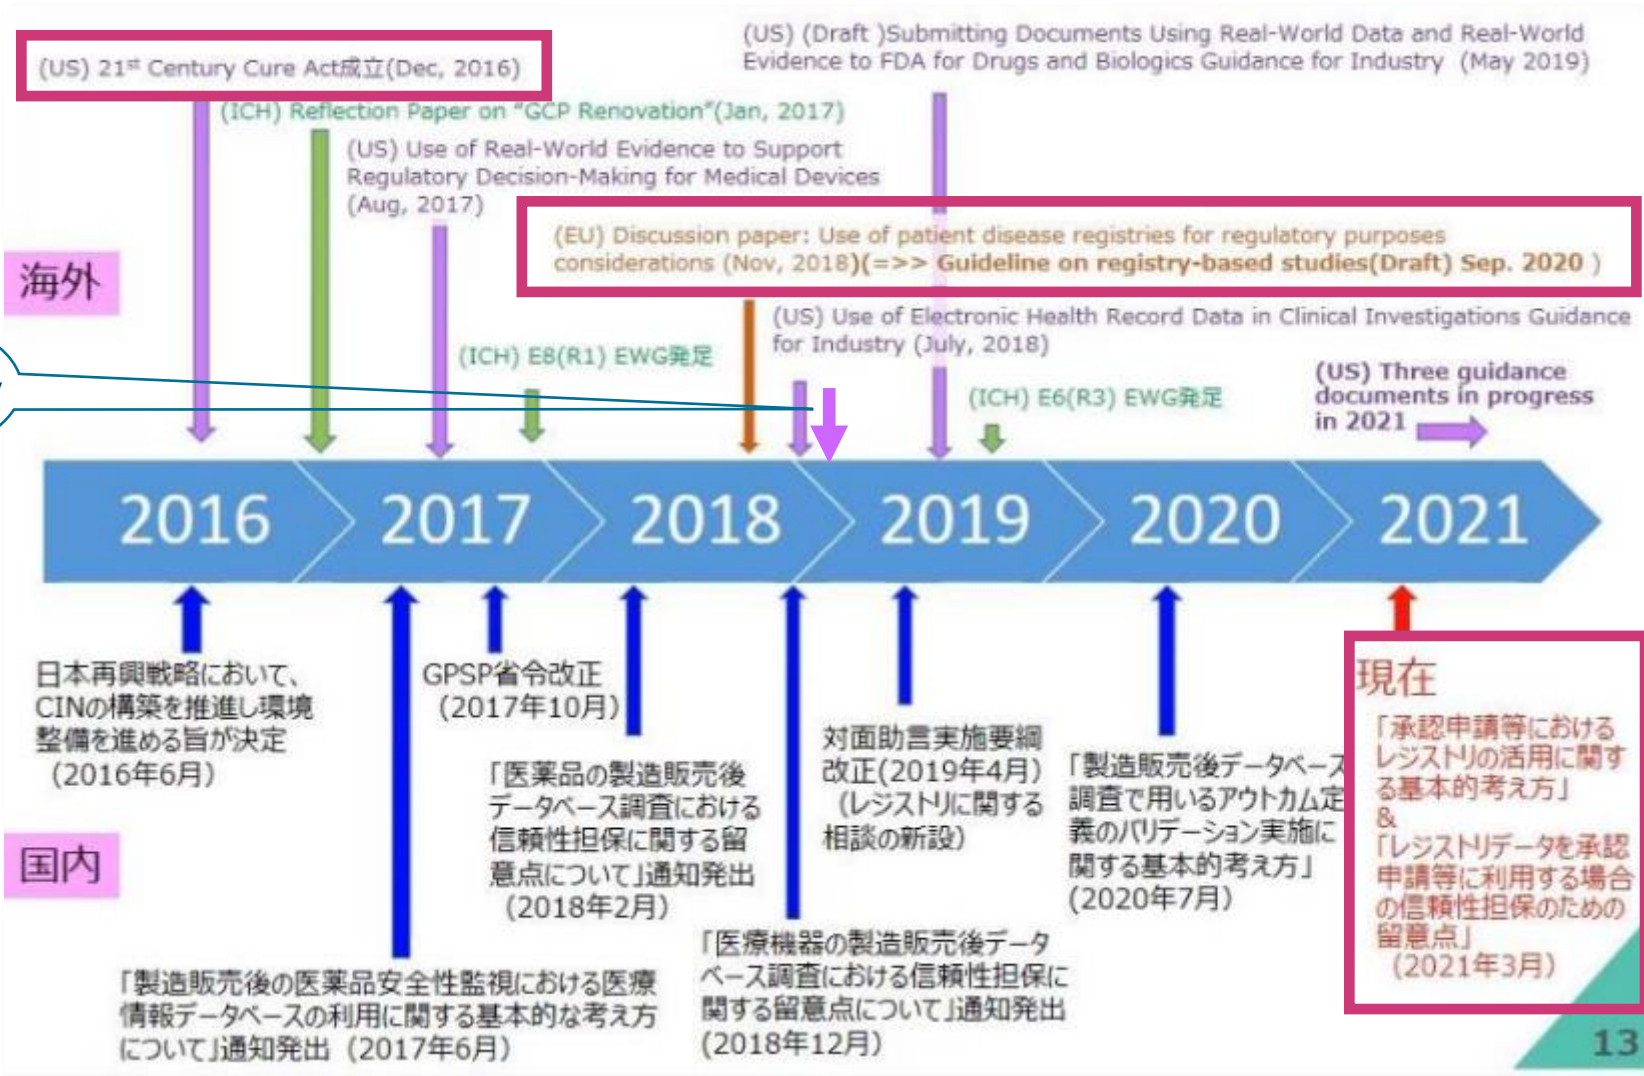 (US) 21st Century Cure Act成立(Dec, 2016)
(US) (Draft )Submitting Documents Using Real-World Data and Real-World
Evidence to FDA for Drugs and Biologics Guidance for Industry (May 2019)
(ICH) Reflection Paper on “GCP Renovation”(Jan, 2017)
(US) Use of Real-World Evidence to Support
Regulatory Decision-Making for Medical Devices
(Aug, 2017)
(EU) Discussion paper: Use of patient disease registries for regulatory purposes
considerations (Nov, 2018)(=>> Guideline on registry-based studies(Draft) Sep. 2020 )
海外
(US) Use of Electronic Health Record Data in Clinical Investigations Guidance
for Industry (July, 2018)
(ICH) E8(R1) EWG発足
(ICH) E6(R3) EWG発足
(US) Three guidance
documents in progress
in 2021
2016
2017
2018
2019
2020
2021
日本再興戦略において、
CINの構築を推進し環境
整備を進める旨が決定
(2016年6月)
GPSP省令改正
(2017年10月)
「医薬品の製造販売後
データベース調査における
信頼性担保に関する留
意点について」通知発出
(2018年2月)
対面助言実施要綱
改正(2019年4月)
(レジストリに関する
相談の新設)
「製造販売後データベース
調査で用いるアウトカム定
義のバリデーション実施に
関する基本的考え方」
(2020年7月)
現在
「承認申請等における
レジストリの活用に関す
る基本的考え方」
&
「レジストリデータを承認
申請等に利用する場合
の信頼性担保のための
留意点」
(2021年3月)
国内
「製造販売後の医薬品安全性監視における医療
情報データベースの利用に関する基本的な考え方
について」通知発出 (2017年6月)
「医療機器の製造販売後データ
ベース調査における信頼性担保に
関する留意点について」通知発出
(2018年12月)
13